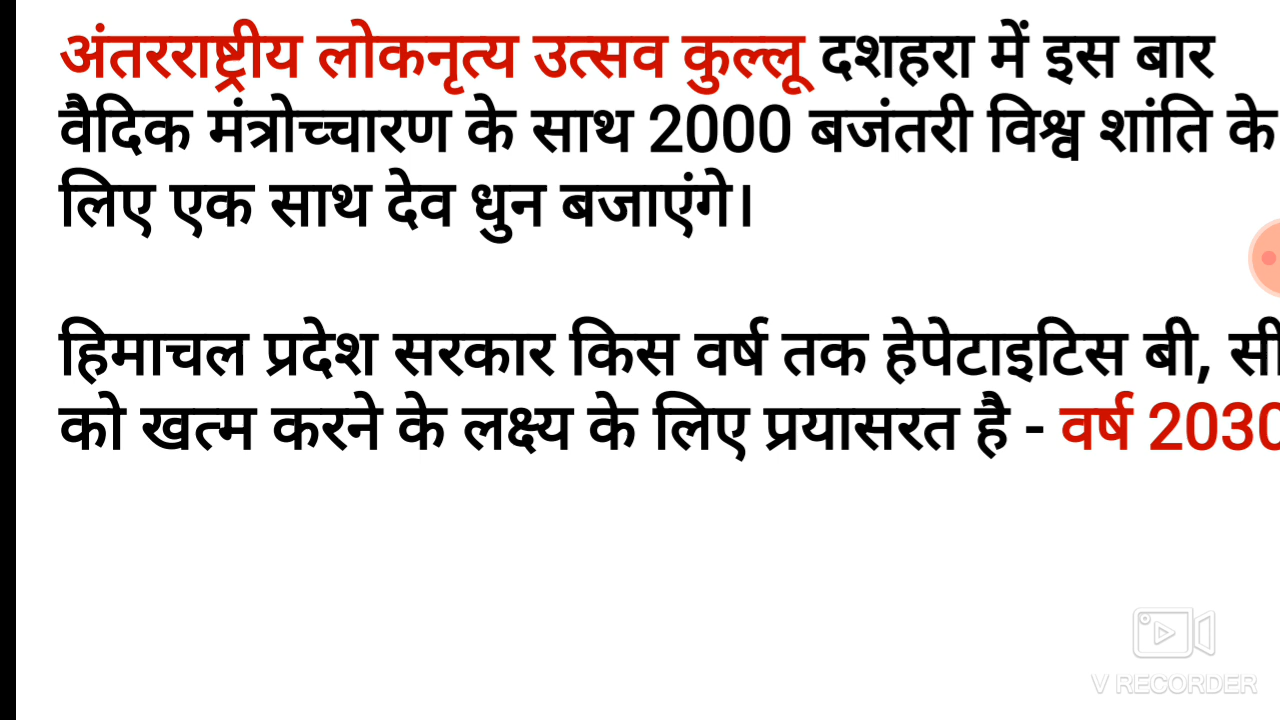 अंतरराष्ट्रीय लोकनृत्य उत्सव कुल्लू दशहरा में इस बार
वैदिक मंत्रोच्चारण के साथ 2000 बजंतरी विश्व शांति के
लिए एक साथ देव धुन बजाएंगे।
हिमाचल प्रदेश सरकार किस वर्ष तक हेपेटाइटिस बी, सी
को खत्म करने के लक्ष्य के लिए प्रयासरत है - वर्ष 2030
V RECORDER